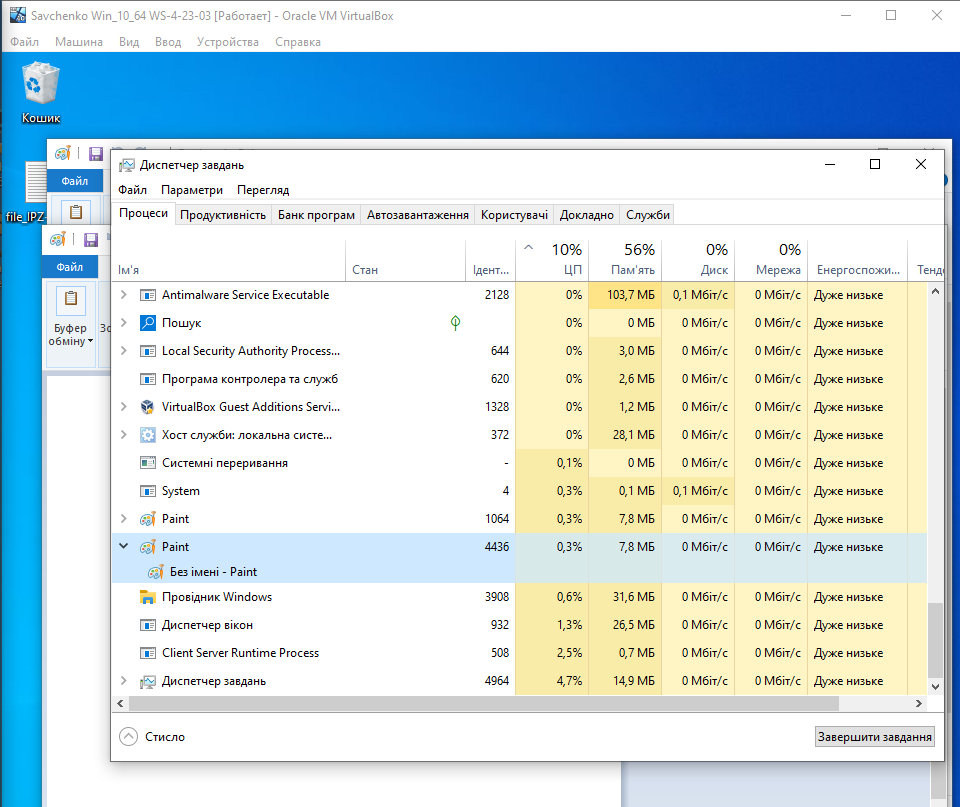 Savchenko Win_10_64 WS-4-23-03 [Работает] - Oracle VM VirtualBox
Файл Машина Вид Ввод Устройства Справка
Кошик
Файл
file_IPZ-
Файл
Буфер
обміну
Диспетчер завдань
Файл Параметри Перегляд
Процеси Продуктивність Банк програм Автозавантаження Користувачі Докладно Служби
10% 56% 0% 0%
Ім'я Стан Ідент... ЦП Пам'ять Диск Мережа Енергоспожи... Тенде
Antimalware Service Executable 2128 0% 103,7 МБ 0,1 Мбіт/с 0 Мбіт/с Дуже низьке
Пошук 0% 0 МБ 0 Мбіт/с 0 Мбіт/с Дуже низьке
Local Security Authority Process... 644 0% 3,0 МБ 0 Мбіт/с 0 Мбіт/с Дуже низьке
Програма контролера та служб 620 0% 2,6 МБ 0 Мбіт/с 0 Мбіт/с Дуже низьке
VirtualBox Guest Additions Servi... 1328 0% 1,2 МБ 0 Мбіт/с 0 Мбіт/с Дуже низьке
Хост служби: локальна систе... 372 0% 28,1 МБ 0 Мбіт/с 0 Мбіт/с Дуже низьке
Системні переривання - 0,1% 0 МБ 0 Мбіт/с 0 Мбіт/с Дуже низьке
System 4 0,3% 0,1 МБ 0,1 Мбіт/с 0 Мбіт/с Дуже низьке
Paint 1064 0,3% 7,8 МБ 0 Мбіт/с 0 Мбіт/с Дуже низьке
Paint 4436 0,3% 7,8 МБ 0 Мбіт/с 0 Мбіт/с Дуже низьке
Без імені - Paint
Провідник Windows 3908 0,6% 31,6 МБ 0 Мбіт/с 0 Мбіт/с Дуже низьке
Диспетчер вікон 932 1,3% 26,5 МБ 0 Мбіт/с 0 Мбіт/с Дуже низьке
Client Server Runtime Process 508 2,5% 0,7 МБ 0 Мбіт/с 0 Мбіт/с Дуже низьке
Диспетчер завдань 4964 4,7% 14,9 МБ 0 Мбіт/с 0 Мбіт/с Дуже низьке
Стисло
Завершити завдання